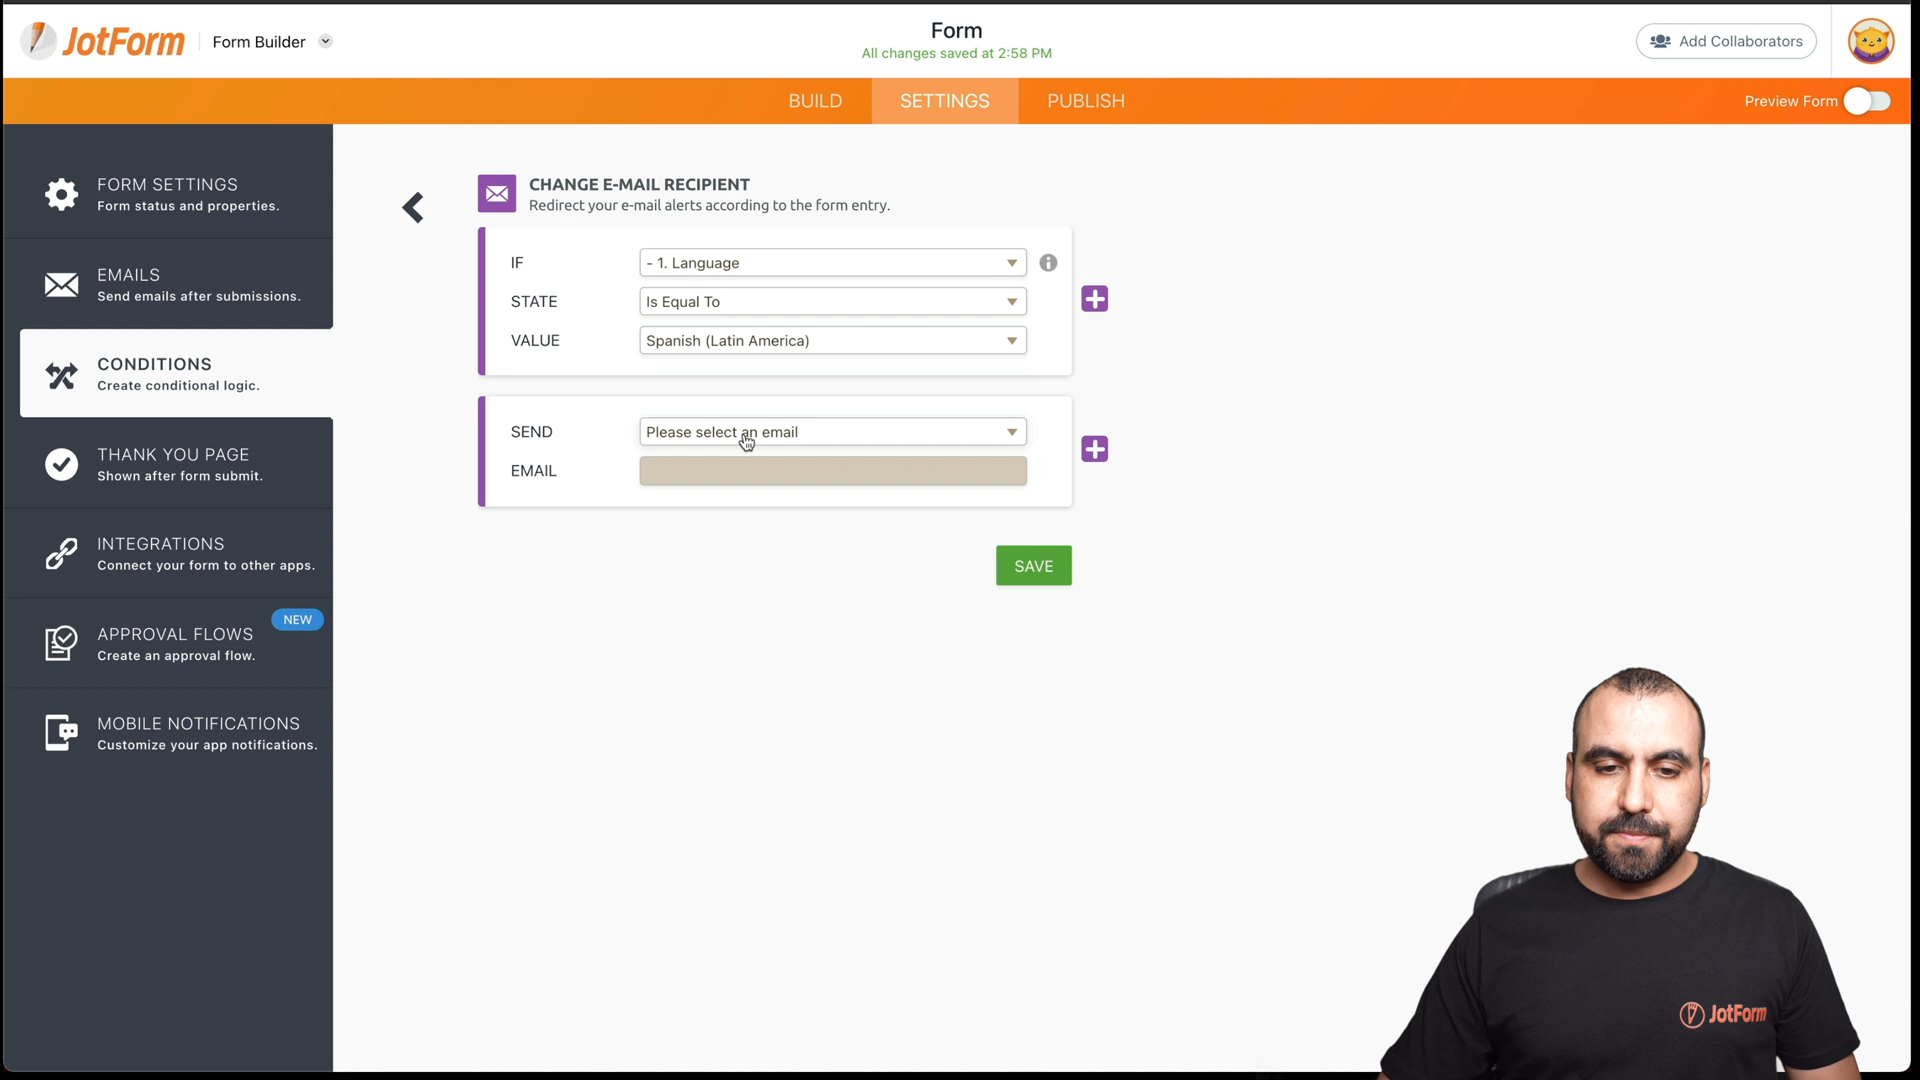 JotForm
Form Builder
Form
All changes saved at 2:58 PM
Add Collaborators
BUILD
SETTINGS
PUBLISH
Preview Form
FORM SETTINGS
Form status and properties.
EMAILS
Send emails after submissions.
CONDITIONS
Create conditional logic.
THANK YOU PAGE
Shown after form submit.
INTEGRATIONS
Connect your form to other apps.
NEW
APPROVAL FLOWS
Create an approval flow.
MOBILE NOTIFICATIONS
Customize your app notifications.
CHANGE E-MAIL RECIPIENT
Redirect your e-mail alerts according to the form entry.
IF
- 1. Language
STATE
Is Equal To
VALUE
Spanish (Latin America)
SEND
Please select an email
EMAIL
SAVE
JotForm